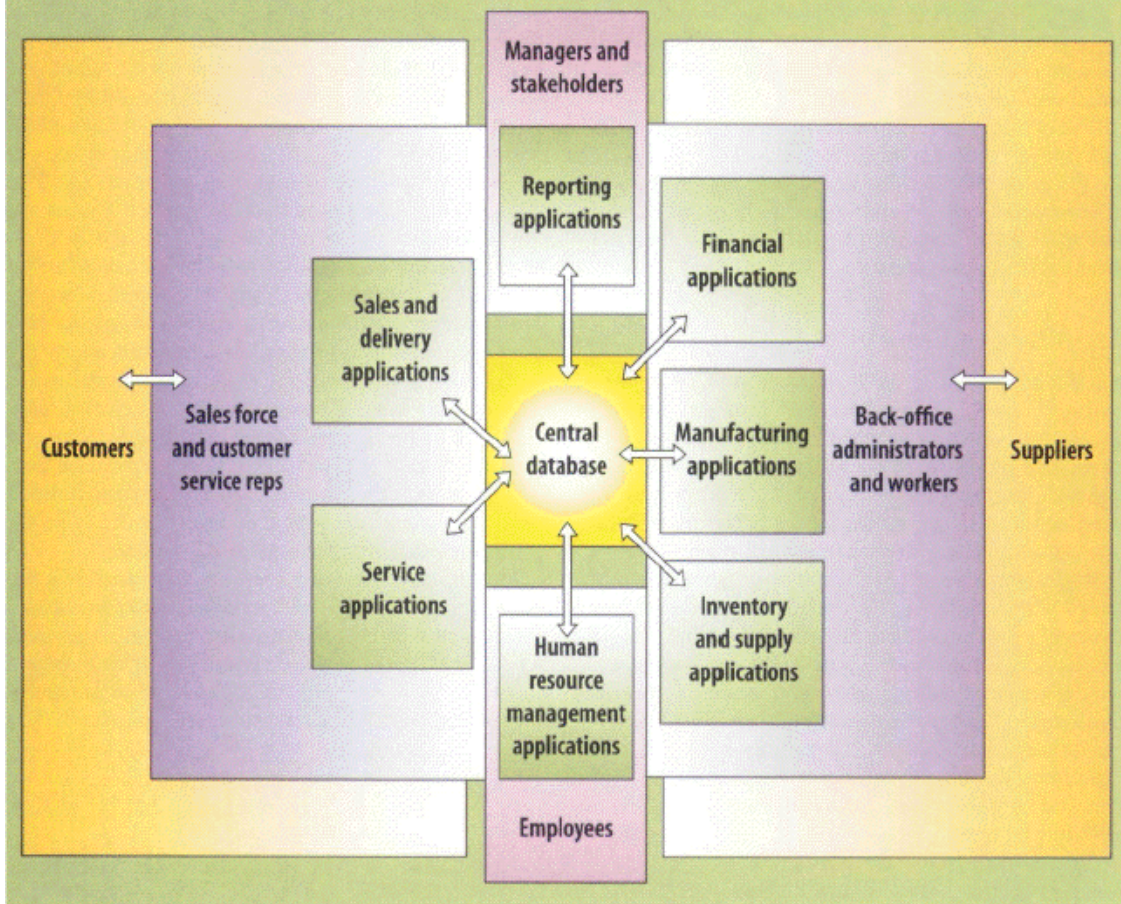 Managers and
stakeholders
Reporting
applications
Financial
applications
Sales and
delivery
applications
Customers
Sales force
and customer
service reps
Central
database
Manufacturing
applications
Back-office
administrators
and workers
Suppliers
Service
applications
Inventory
and supply
applications
Human
resource
management
applications
Employees